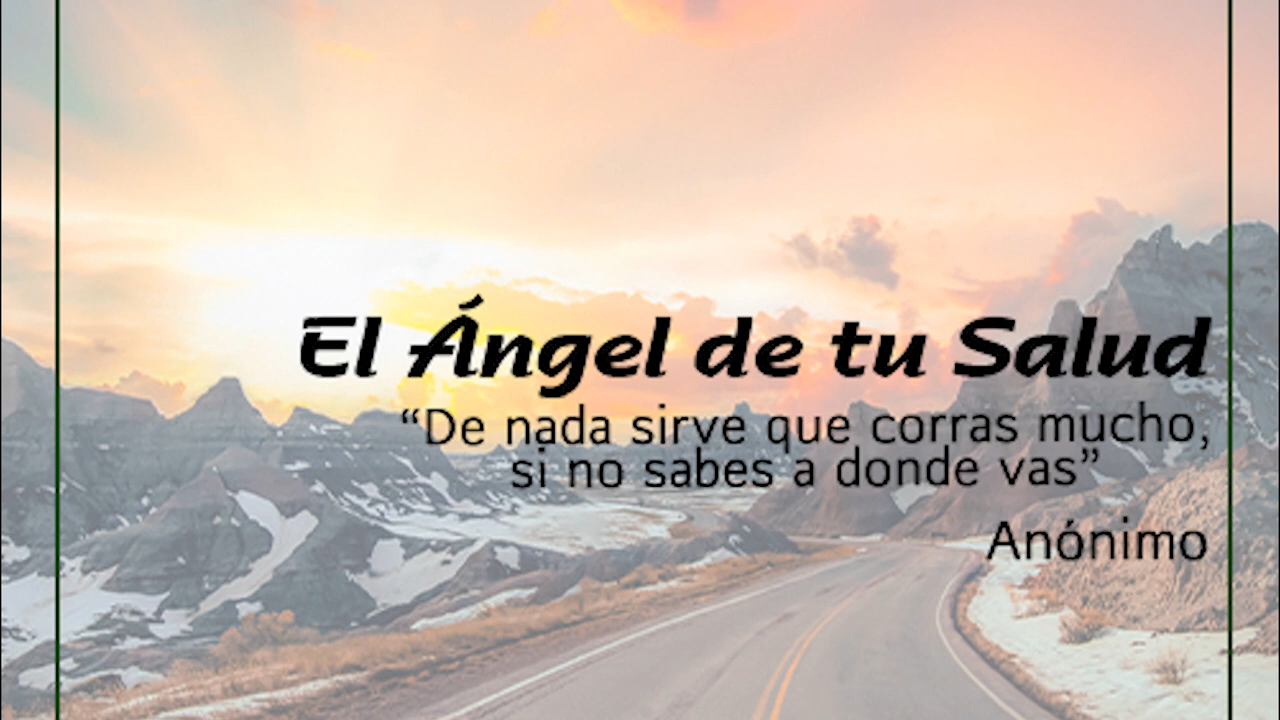 El Ángel de tu Salud
“De nada sirve que corras mucho,
si no sabes a donde vas”
Anónimo